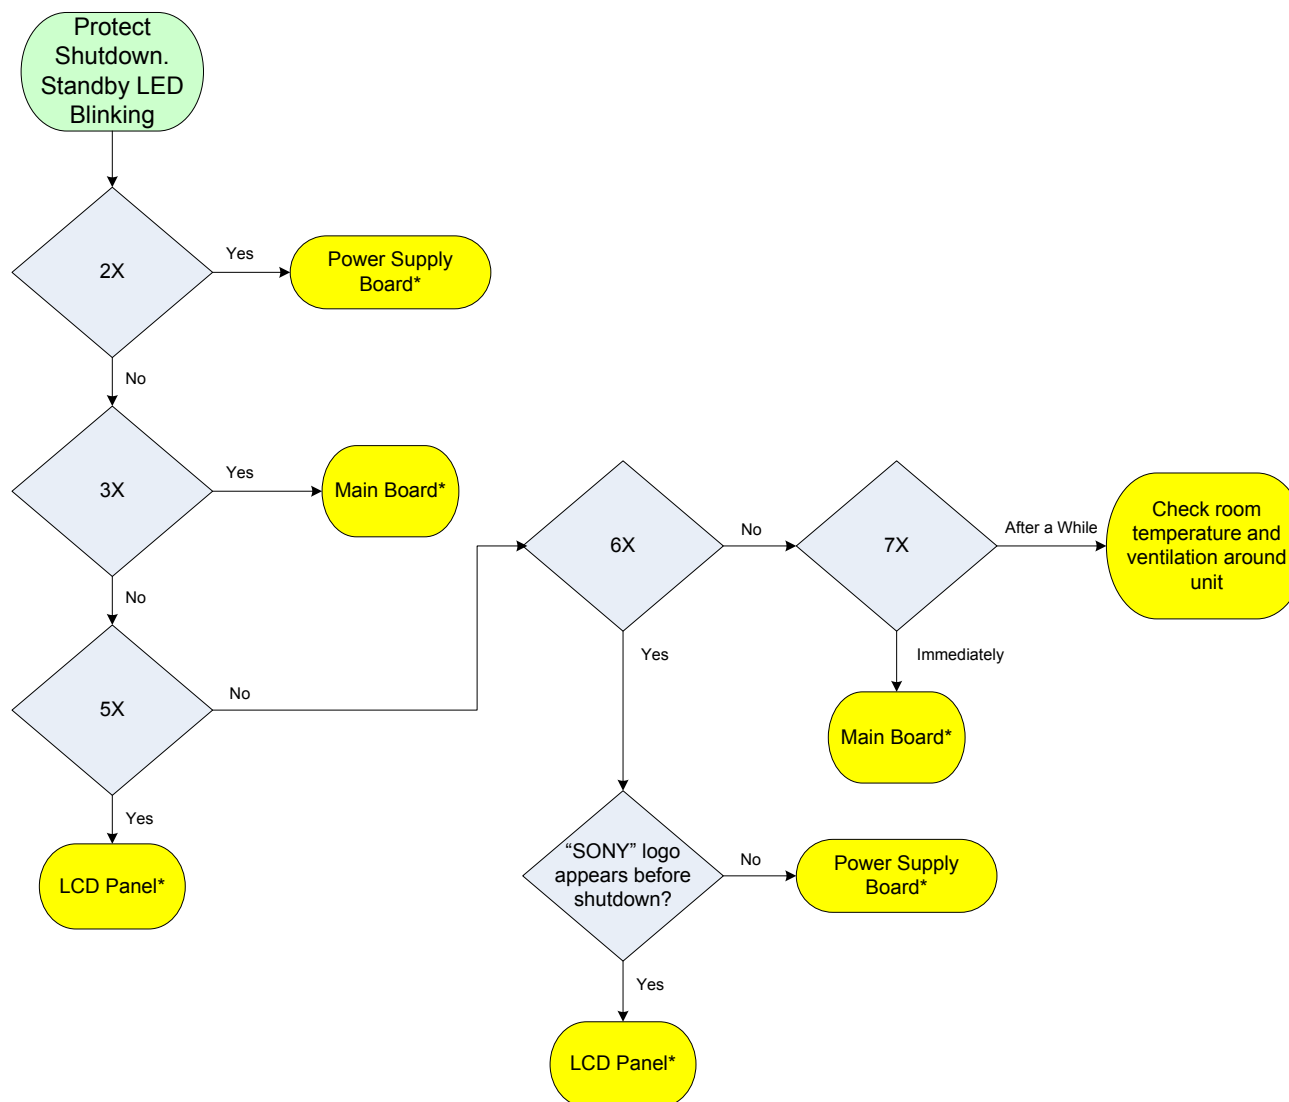 Protect
Shutdown.
Standby LED
Blinking
2X
Yes
Power Supply
Board*
No
3X
Yes
Main Board*
No
5X
No
Yes
LCD Panel*
6X
No
7X
After a While
Check room
temperature and
ventilation around
unit
Immediately
Main Board*
Yes
“SONY” logo
appears before
shutdown?
No
Power Supply
Board*
Yes
LCD Panel*